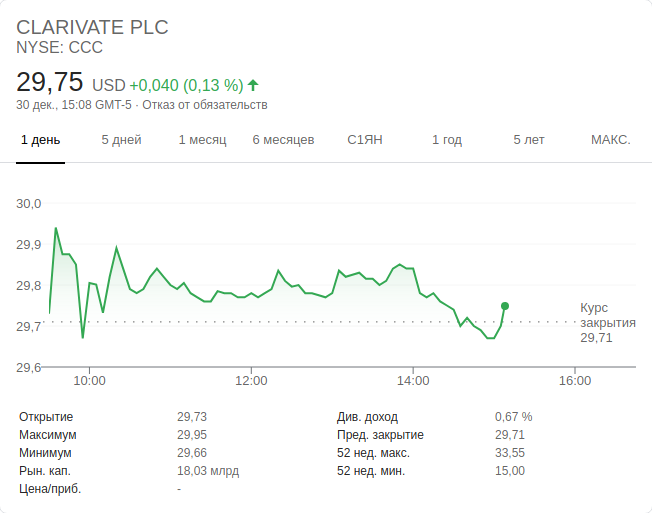 CLARIVATE PLC
NYSE: CCC
29,75 USD +0,040 (0,13 %)
30 дек., 15:08 GMT-5 · Отказ от обязательств
1 день 5 дней 1 месяц 6 месяцев С1ЯН 1 год 5 лет МАКС.
30,0
29,9
29,8
29,7
29,6
Курс
закрытия
29,71
10:00 12:00 14:00 16:00
Открытие 29,73 Див. доход 0,67 %
Максимум 29,95 Пред. закрытие 29,71
Минимум 29,66 52 нед. макс. 33,55
Рын. кап. 18,03 млрд 52 нед. мин. 15,00
Цена/приб. -